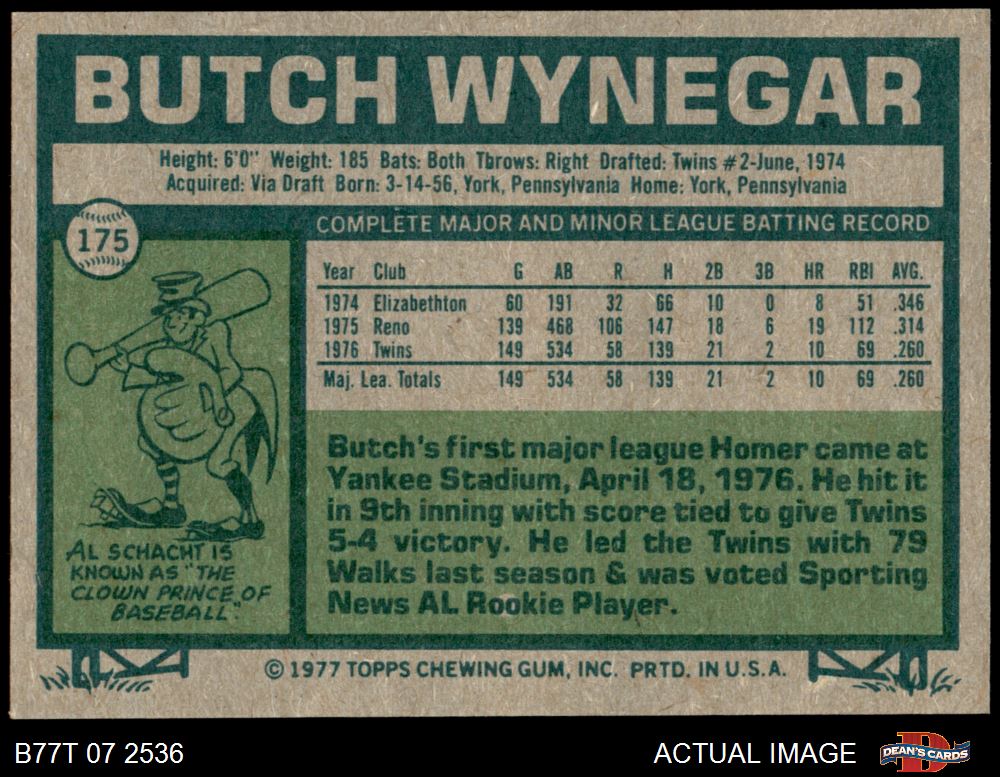 BUTCH WYNEGAR
Height: 6'0" Weight: 185 Bats: Both Throws: Right Drafted: Twins #2-June, 1974
Acquired: Via Draft Born: 3-14-56, York, Pennsylvania Home: York, Pennsylvania
175
COMPLETE MAJOR AND MINOR LEAGUE BATTING RECORD
Year Club G AB R H 2B 3B HR RBI AVG.
1974 Elizabethton 60 191 32 66 10 0 8 51 .346
1975 Reno 139 468 106 147 18 6 19 112 .314
1976 Twins 149 534 58 139 21 2 10 69 .260
Maj. Lea. Totals 149 534 58 139 21 2 10 69 .260
AL SCHACHT IS
KNOWN AS "THE
CLOWN PRINCE OF
BASEBALL".
Butch's first major league Homer came at
Yankee Stadium, April 18, 1976. He hit it
in 9th inning with score tied to give Twins
5-4 victory. He led the Twins with 79
Walks last season & was voted Sporting
News AL Rookie Player.
© 1977 TOPPS CHEWING GUM, INC. PRTD. IN U.S.A.
B77T 07 2536
ACTUAL IMAGE
DEAN'S CARDS